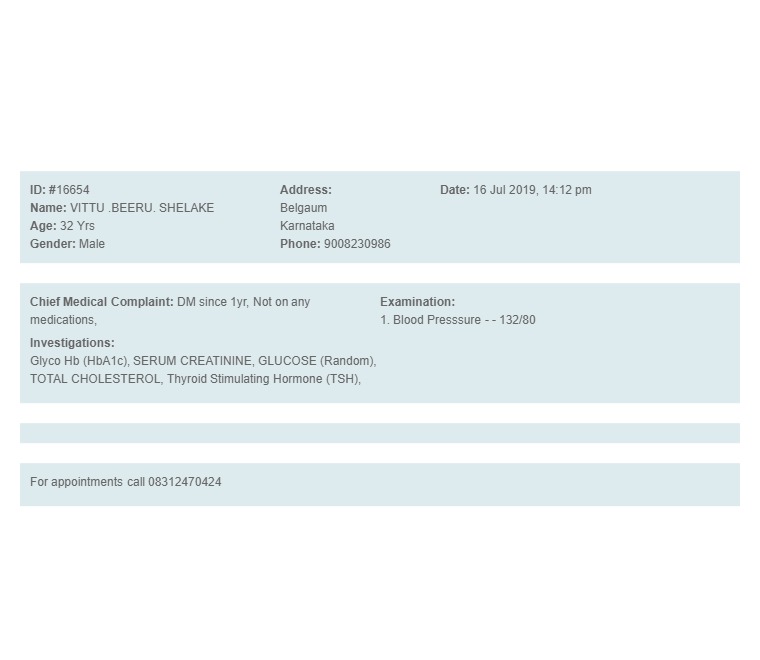 ID: #16654
Name: VITTU .BEERU. SHELAKE
Age: 32 Yrs
Gender: Male
Address:
Belgaum
Karnataka
Phone: 9008230986
Date: 16 Jul 2019, 14:12 pm
Chief Medical Complaint: DM since 1yr, Not on any
medications,
Investigations:
Glyco Hb (HbA1c), SERUM CREATININE, GLUCOSE (Random),
TOTAL CHOLESTEROL, Thyroid Stimulating Hormone (TSH),
Examination:
1. Blood Presssure - - 132/80
For appointments call 08312470424